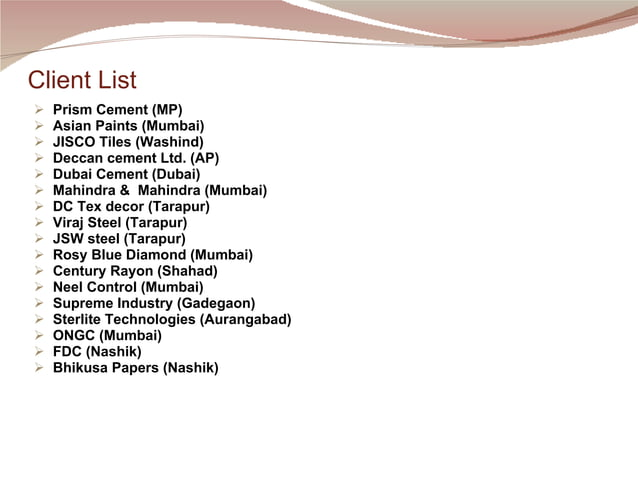 Client List
Prism Cement (MP)
Asian Paints (Mumbai)
JISCO Tiles (Washind)
Deccan cement Ltd. (AP)
Dubai Cement (Dubai)
Mahindra &  Mahindra (Mumbai)
DC Tex decor (Tarapur)
Viraj Steel (Tarapur)
JSW steel (Tarapur)
Rosy Blue Diamond (Mumbai)
Century Rayon (Shahad)
Neel Control (Mumbai)
Supreme Industry (Gadegaon)
Sterlite Technologies (Aurangabad)
ONGC (Mumbai)
FDC (Nashik)
Bhikusa Papers (Nashik)